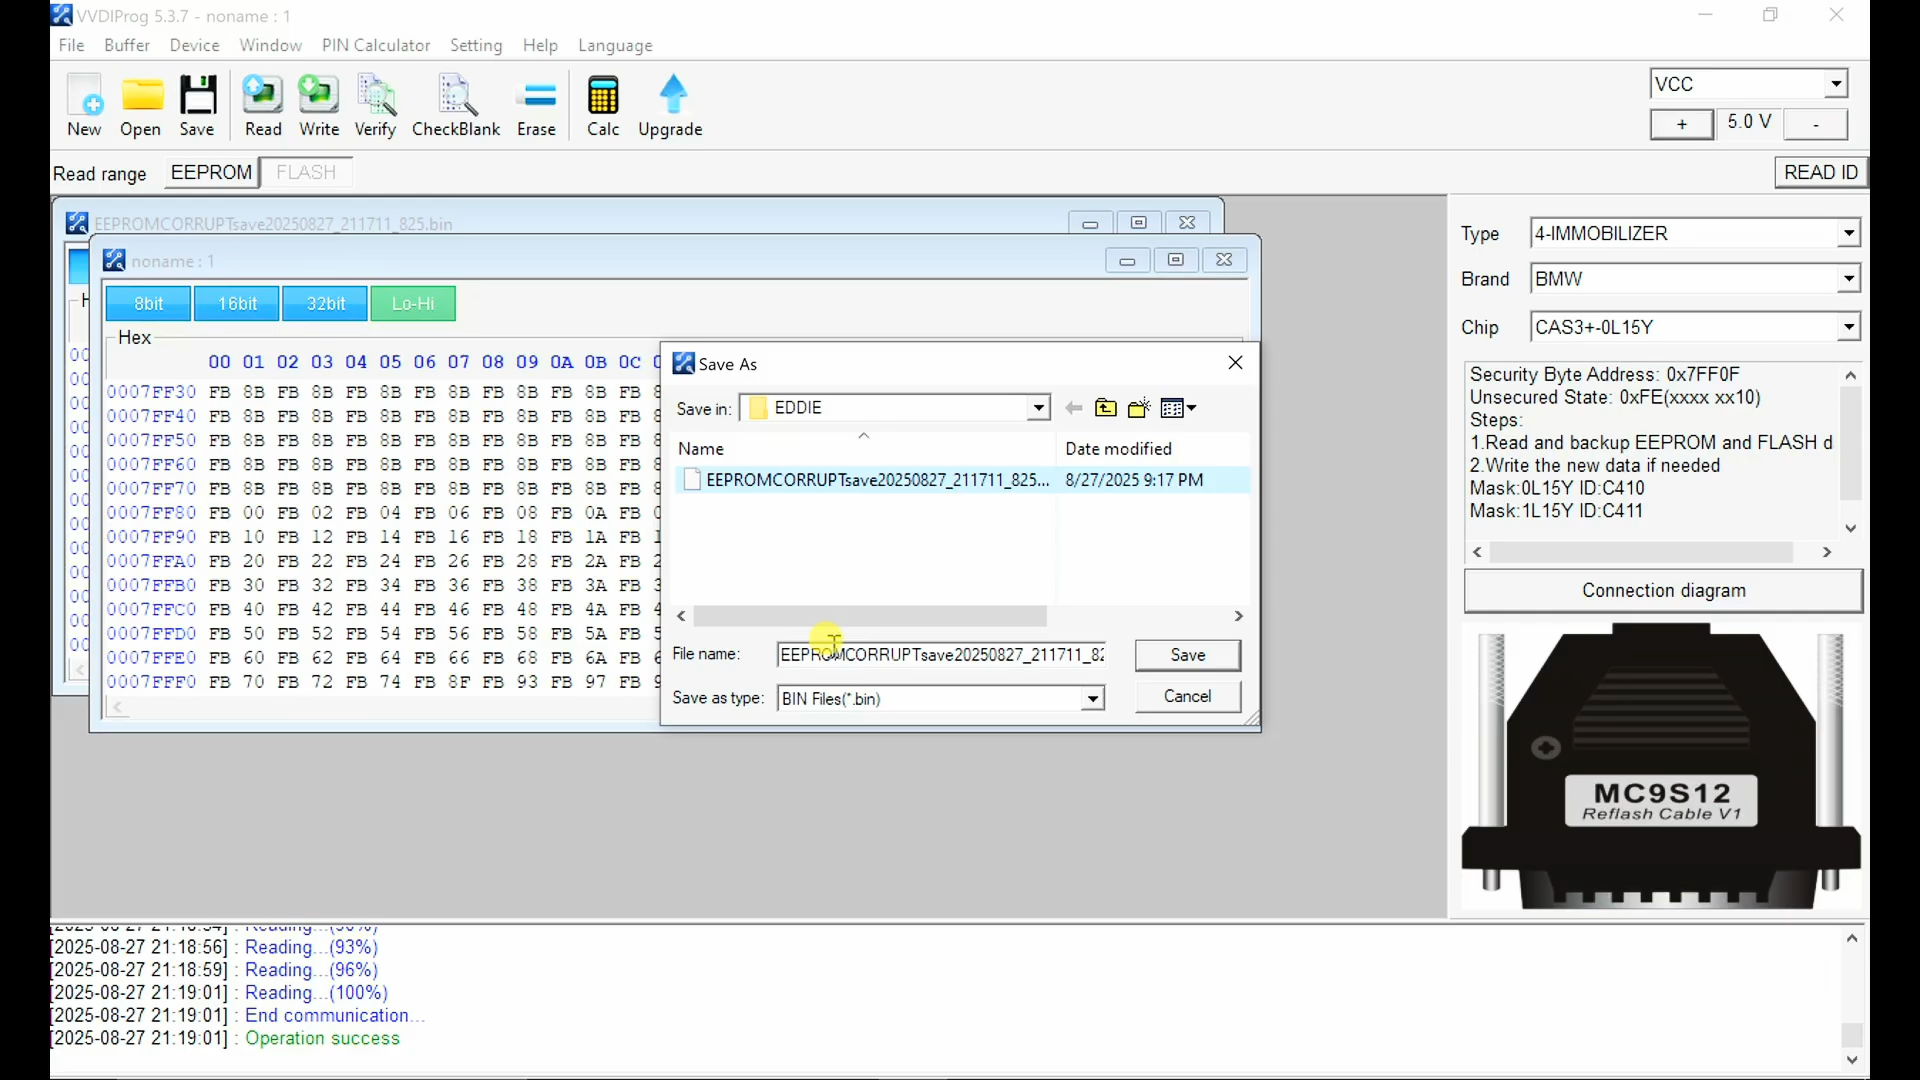 VVDIProg 5.3.7 - noname : 1
File Buffer Device Window PIN Calculator Setting Help Language
New Open Save Read Write Verify CheckBlank Erase Calc Upgrade
VCC
+ 5.0 V -
Read range EEPROM FLASH
READ ID
EEPROMCORRUPTsave20250827_211711_825.bin
noname : 1
8bit 16bit 32bit Lo-Hi
Hex
00 01 02 03 04 05 06 07 08 09 0A 0B 0C
0007FF30 FB 8B FB 8B FB 8B FB 8B FB 8B FB 8B FB
0007FF40 FB 8B FB 8B FB 8B FB 8B FB 8B FB 8B FB
0007FF50 FB 8B FB 8B FB 8B FB 8B FB 8B FB 8B FB
0007FF60 FB 8B FB 8B FB 8B FB 8B FB 8B FB 8B FB
0007FF70 FB 8B FB 8B FB 8B FB 8B FB 8B FB 8B FB
0007FF80 FB 00 FB 02 FB 04 FB 06 FB 08 FB 0A FB
0007FF90 FB 10 FB 12 FB 14 FB 16 FB 18 FB 1A FB
0007FFA0 FB 20 FB 22 FB 24 FB 26 FB 28 FB 2A FB
0007FFB0 FB 30 FB 32 FB 34 FB 36 FB 38 FB 3A FB
0007FFC0 FB 40 FB 42 FB 44 FB 46 FB 48 FB 4A FB
0007FFD0 FB 50 FB 52 FB 54 FB 56 FB 58 FB 5A FB
0007FFE0 FB 60 FB 62 FB 64 FB 66 FB 68 FB 6A FB
0007FFF0 FB 70 FB 72 FB 74 FB 8F FB 93 FB 97 FB
Save As
Save in: EDDIE
Name Date modified
EEPROMCORRUPTsave20250827_211711_825... 8/27/2025 9:17 PM
File name: EEPROMCORRUPTsave20250827_211711_82
Save
Save as type: BIN Files(*.bin)
Cancel
Type 4-IMMOBILIZER
Brand BMW
Chip CAS3+-0L15Y
Security Byte Address: 0x7FF0F
Unsecured State: 0xFE(xxxx xx10)
Steps:
1.Read and backup EEPROM and FLASH d
2.Write the new data if needed
Mask:0L15Y ID:C410
Mask:1L15Y ID:C411
Connection diagram
MC9S12
Reflash Cable V1
[2025-08-27 21:18:56] : Reading...(93%)
[2025-08-27 21:18:59] : Reading...(96%)
[2025-08-27 21:19:01] : Reading...(100%)
[2025-08-27 21:19:01] : End communication...
[2025-08-27 21:19:01] : Operation success